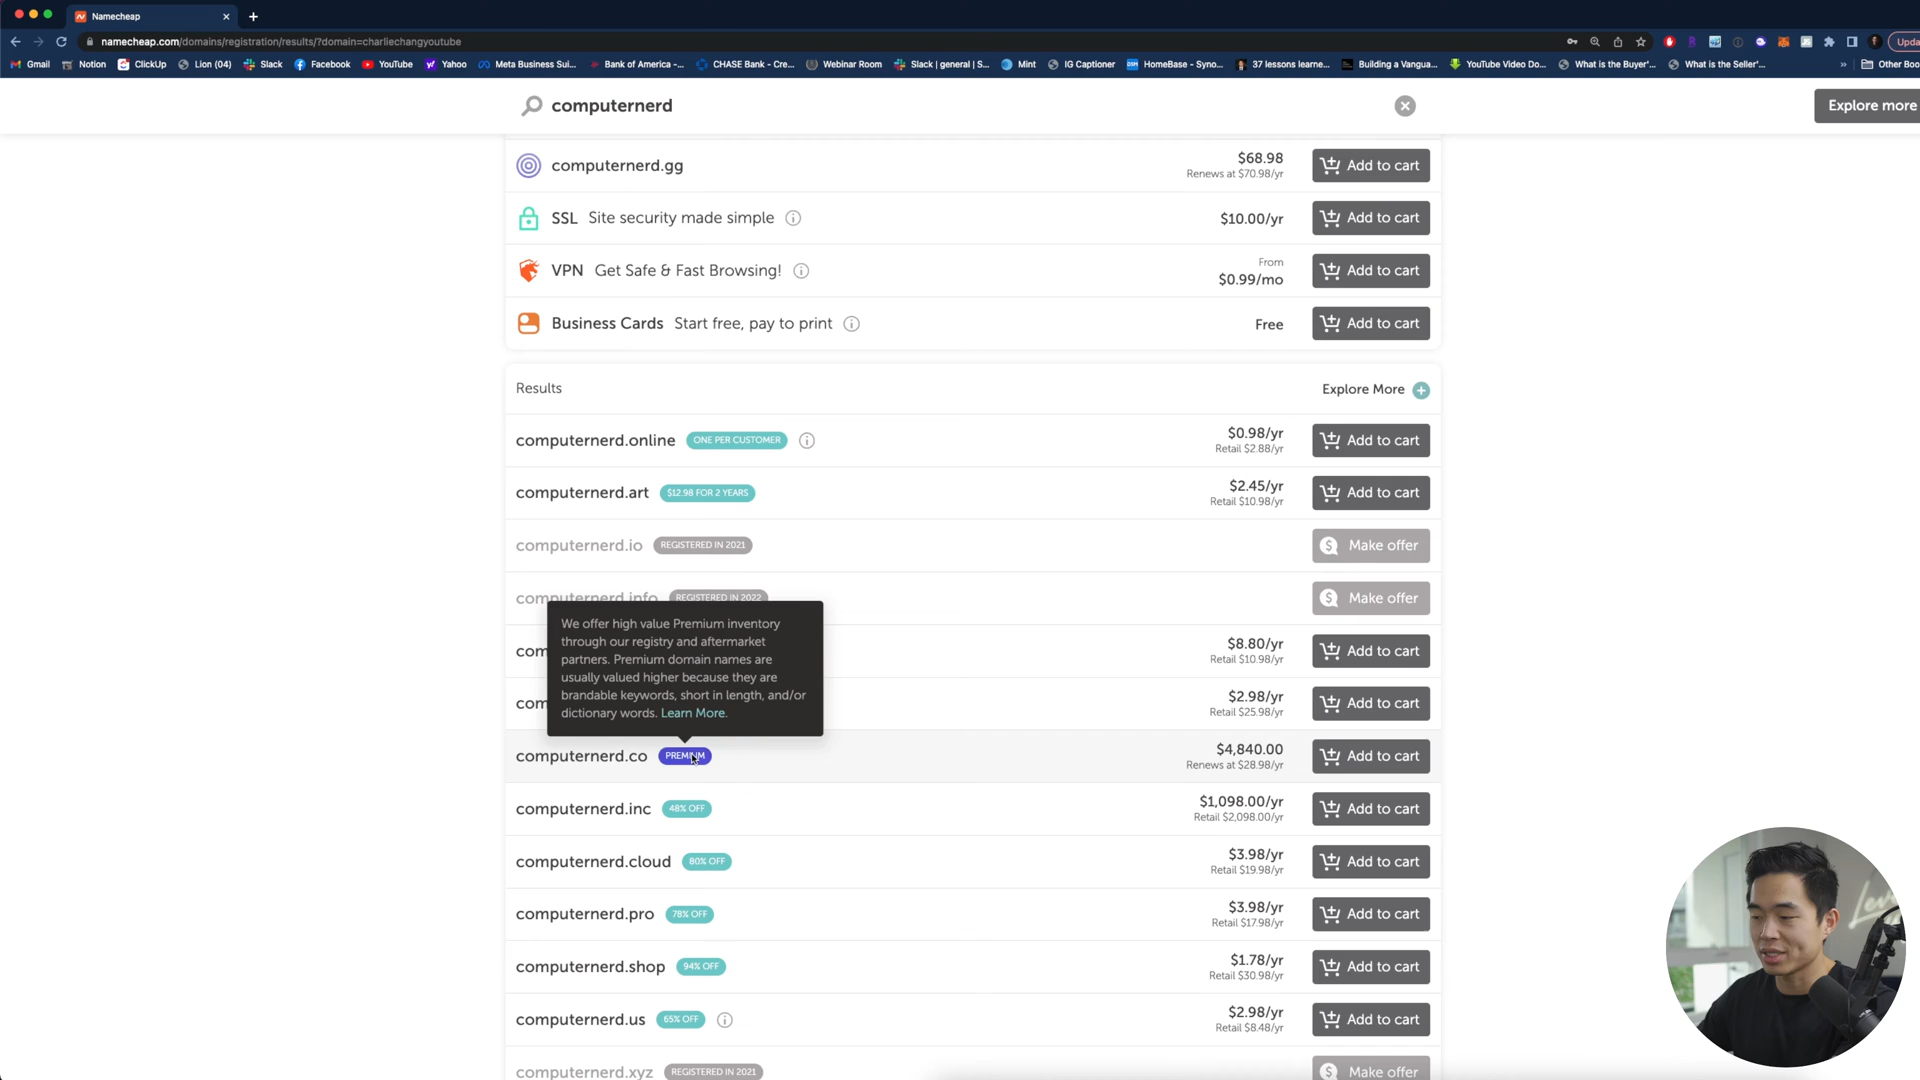 Namecheap
namecheap.com/domains/registration/results/?domain=charliechangyoutube
Gmail Notion ClickUp Lion (04) Slack Facebook YouTube Yahoo Meta Business Sui... Bank of America -... CHASE Bank - Cre... Webinar Room Slack | general | S... Mint IG Captioner HomeBase - Syno... 37 lessons learne... Building a Vangua... YouTube Video Do... What is the Buyer'... What is the Seller'... » Other Boo
computernerd
Explore more
computernerd.gg $68.98 Add to cart
Renews at $70.98/yr
SSL Site security made simple $10.00/yr Add to cart
VPN Get Safe & Fast Browsing! From Add to cart
$0.99/mo
Business Cards Start free, pay to print Free Add to cart
Results Explore More
computernerd.online ONE PER CUSTOMER $0.98/yr Add to cart
Retail $2.88/yr
computernerd.art $12.98 FOR 2 YEARS $2.45/yr Add to cart
Retail $10.98/yr
computernerd.io REGISTERED IN 2021 Make offer
computernerd.info REGISTERED IN 2022 Make offer
We offer high value Premium inventory
through our registry and aftermarket
partners. Premium domain names are
usually valued higher because they are
brandable keywords, short in length, and/or
dictionary words. Learn More.
com $8.80/yr Add to cart
Retail $10.98/yr
com $2.98/yr Add to cart
Retail $25.98/yr
computernerd.co PREMIUM $4,840.00 Add to cart
Renews at $28.98/yr
computernerd.inc 48% OFF $1,098.00/yr Add to cart
Retail $2,098.00/yr
computernerd.cloud 80% OFF $3.98/yr Add to cart
Retail $19.98/yr
computernerd.pro 78% OFF $3.98/yr Add to cart
Retail $17.98/yr
computernerd.shop 94% OFF $1.78/yr Add to cart
Retail $30.98/yr
computernerd.us 65% OFF $2.98/yr Add to cart
Retail $8.48/yr
computernerd.xyz REGISTERED IN 2021 Make offer